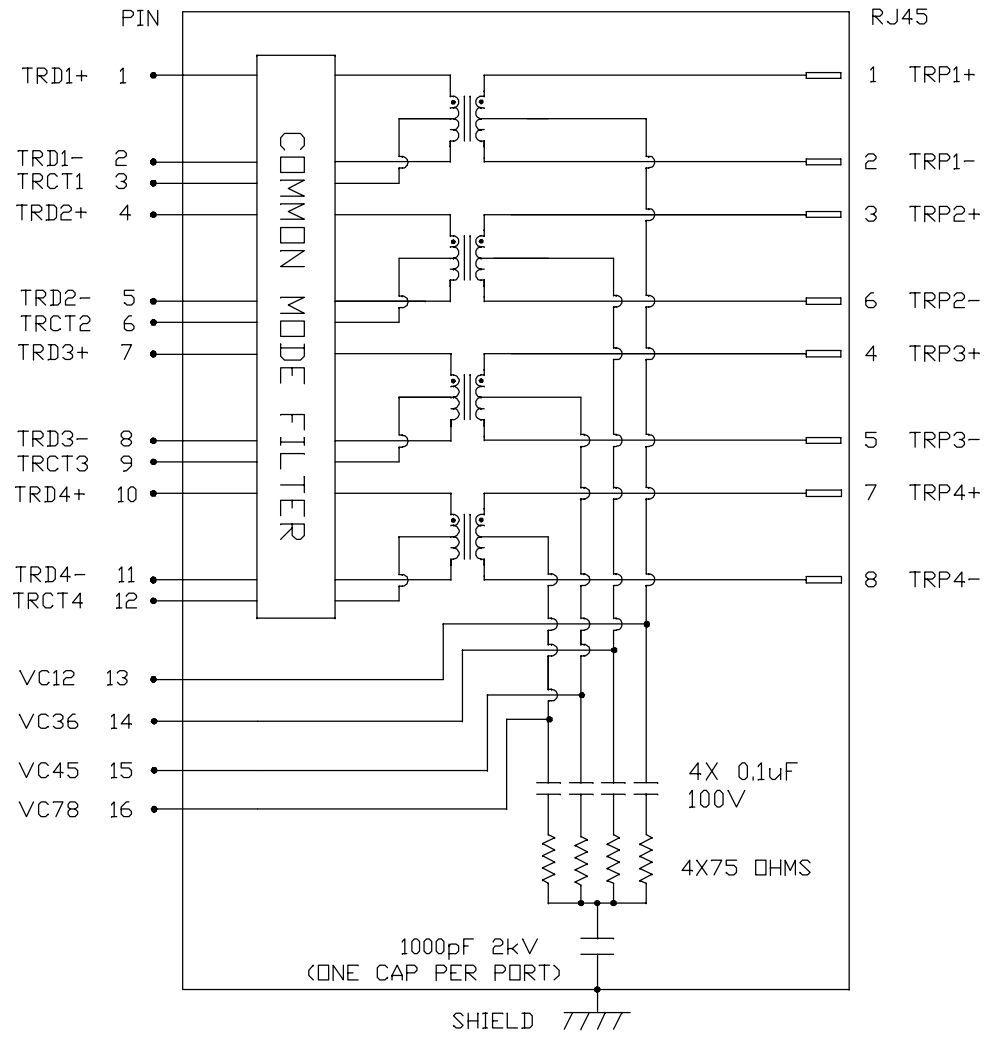 PIN
RJ45
TRD1+ 1
1 TRP1+
TRD1- 2
2 TRP1-
TRCT1 3
TRD2+ 4
3 TRP2+
TRD2- 5
6 TRP2-
TRCT2 6
TRD3+ 7
4 TRP3+
TRD3- 8
5 TRP3-
TRCT3 9
TRD4+ 10
7 TRP4+
TRD4- 11
8 TRP4-
TRCT4 12
COMMON MODE FILTER
VC12 13
VC36 14
VC45 15
VC78 16
4X 0.1uF
100V
4X75 OHMS
1000pF 2kV
(ONE CAP PER PORT)
SHIELD